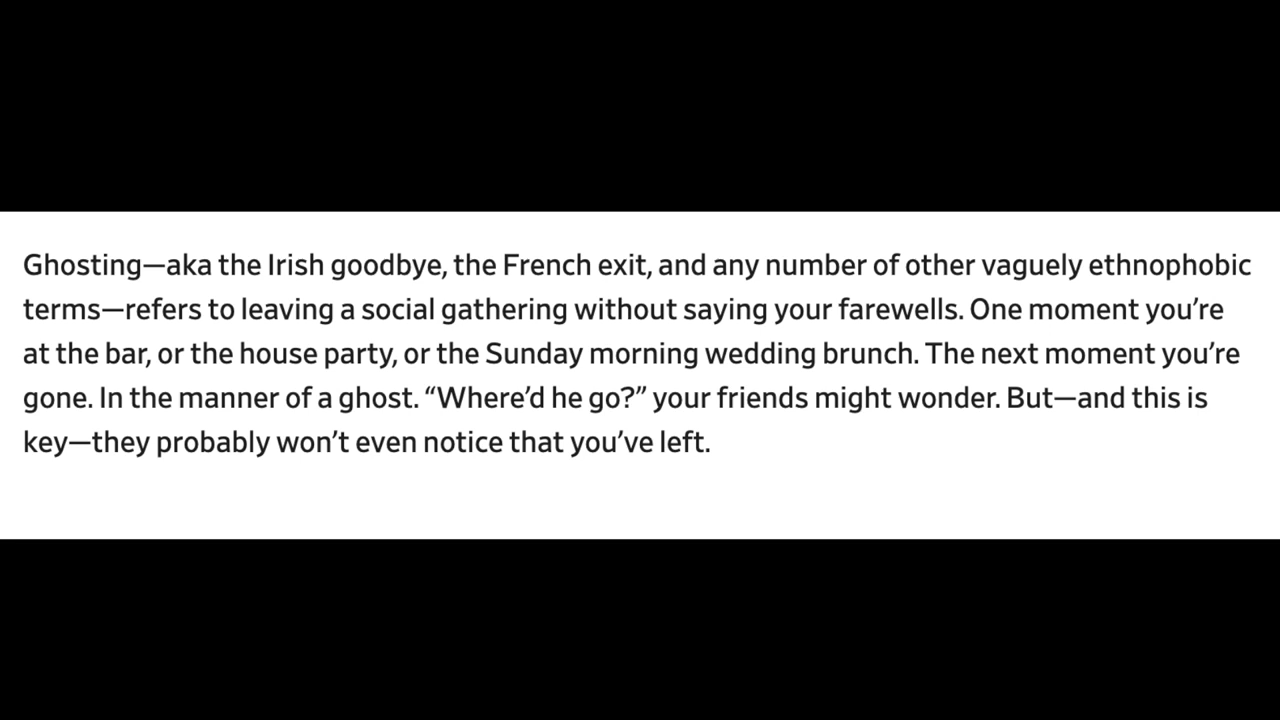 Ghosting—aka the Irish goodbye, the French exit, and any number of other vaguely ethnophobic
terms—refers to leaving a social gathering without saying your farewells. One moment you’re
at the bar, or the house party, or the Sunday morning wedding brunch. The next moment you’re
gone. In the manner of a ghost. “Where’d he go?” your friends might wonder. But—and this is
key—they probably won’t even notice that you’ve left.